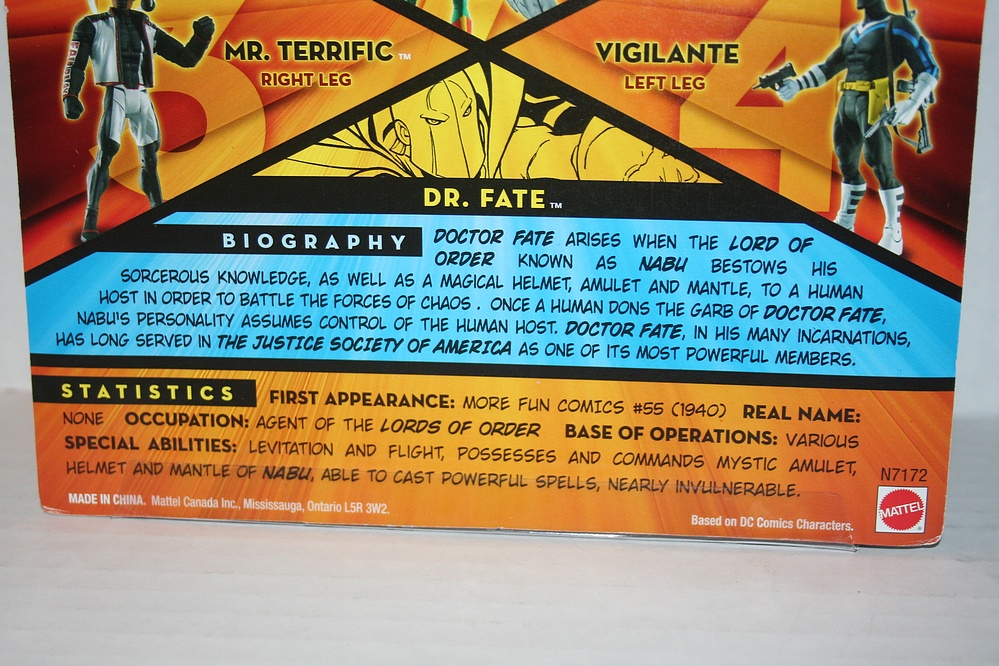 MR. TERRIFIC™
RIGHT LEG
VIGILANTE
LEFT LEG
DR. FATE™
BIOGRAPHY
DOCTOR FATE ARISES WHEN THE LORD OF
ORDER KNOWN AS NABU BESTOWS HIS
SORCEROUS KNOWLEDGE, AS WELL AS A MAGICAL HELMET, AMULET AND MANTLE, TO A HUMAN
HOST IN ORDER TO BATTLE THE FORCES OF CHAOS . ONCE A HUMAN DONS THE GARB OF DOCTOR FATE,
NABU'S PERSONALITY ASSUMES CONTROL OF THE HUMAN HOST. DOCTOR FATE, IN HIS MANY INCARNATIONS,
HAS LONG SERVED IN THE JUSTICE SOCIETY OF AMERICA AS ONE OF ITS MOST POWERFUL MEMBERS.
STATISTICS FIRST APPEARANCE: MORE FUN COMICS #55 (1940) REAL NAME:
NONE OCCUPATION: AGENT OF THE LORDS OF ORDER BASE OF OPERATIONS: VARIOUS
SPECIAL ABILITIES: LEVITATION AND FLIGHT, POSSESSES AND COMMANDS MYSTIC AMULET,
HELMET AND MANTLE OF NABU, ABLE TO CAST POWERFUL SPELLS, NEARLY INVULNERABLE.
N7172
MADE IN CHINA. Mattel Canada Inc., Mississauga, Ontario L5R 3W2.
Based on DC Comics Characters.
MATTEL®